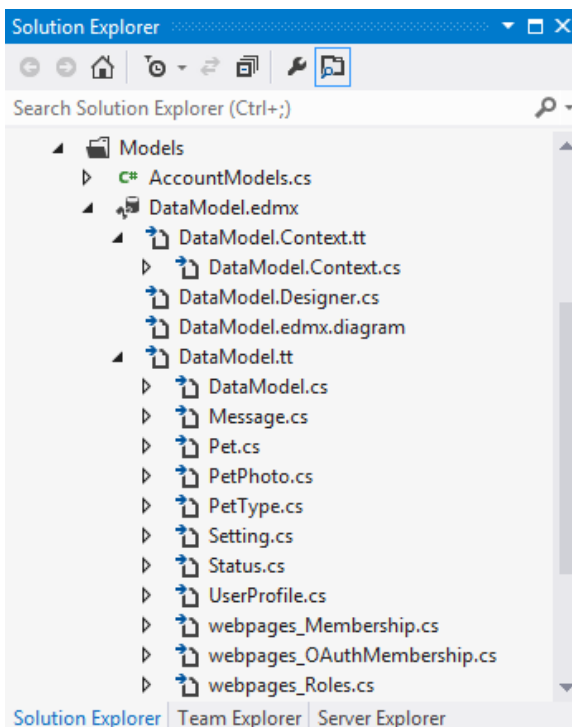 Solution Explorer
Search Solution Explorer (Ctrl+;)
Models
C# AccountModels.cs
DataModel.edmx
DataModel.Context.tt
DataModel.Context.cs
DataModel.Designer.cs
DataModel.edmx.diagram
DataModel.tt
DataModel.cs
Message.cs
Pet.cs
PetPhoto.cs
PetType.cs
Setting.cs
Status.cs
UserProfile.cs
webpages_Membership.cs
webpages_OAuthMembership.cs
webpages_Roles.cs
Solution Explorer Team Explorer Server Explorer